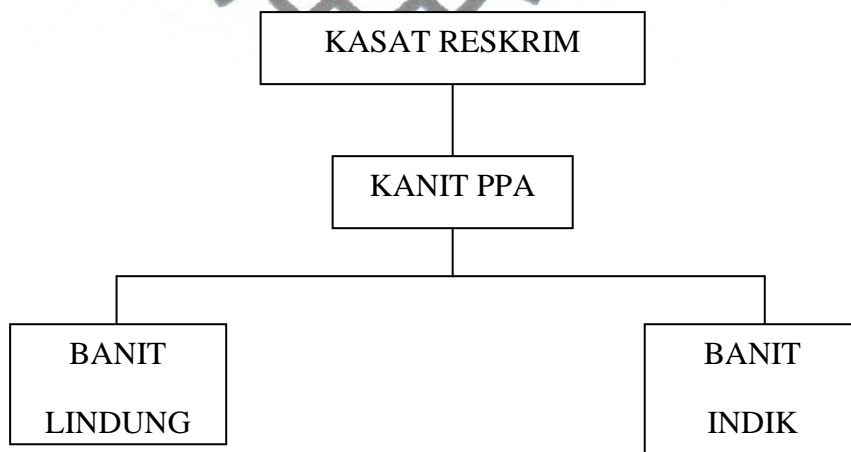 KASAT RESKRIM
KANIT PPA
BANIT
LINDUNG
BANIT
INDIK